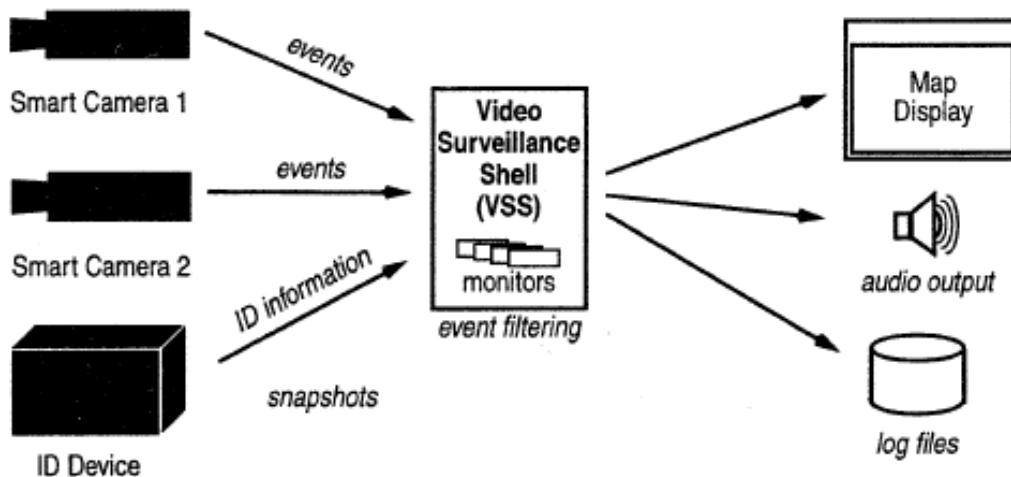 Smart Camera 1
events
Smart Camera 2
events
ID Device
ID information
snapshots
Video
Surveillance
Shell
(VSS)
monitors
event filtering
Map
Display
audio output
log files